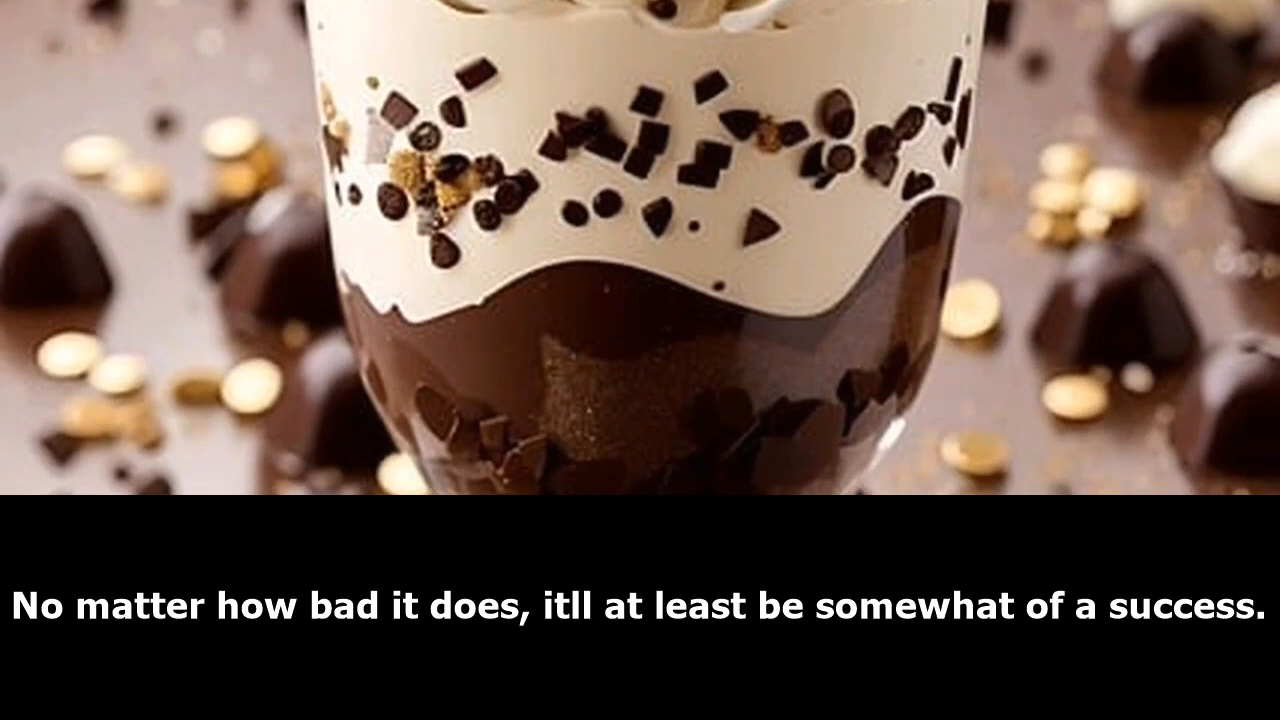 No matter how bad it does, itll at least be somewhat of a success.